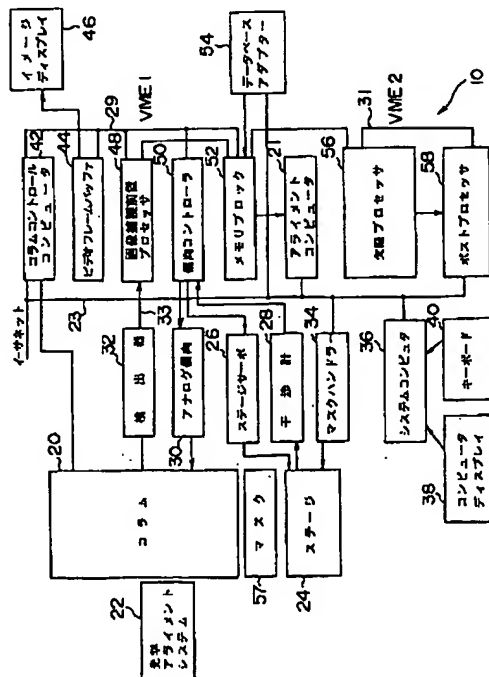 イメージ
ディスプレイ
46
54
データベース
アダプター
29
VME1
42
コラムコントロール
コンピュータ
44
ビデオフレームバッファ
48
画像捕捉前置
プロセッサ
50
偏向コントローラ
52
メモリブロック
21
アライメント
コンピュータ
VME2
31
10
56
欠陥プロセッサ
58
ポストプロセッサ
イーサネット
23
33
32
検出器
アナログ偏向
30
26
ステージサーボ
28
干渉計
34
マスクハンドラー
36
システムコンピュータ
40
キーボード
38
コンピュータ
ディスプレイ
20
コラム
マスク
57
ステージ
24
22
光学
アライメント
システム